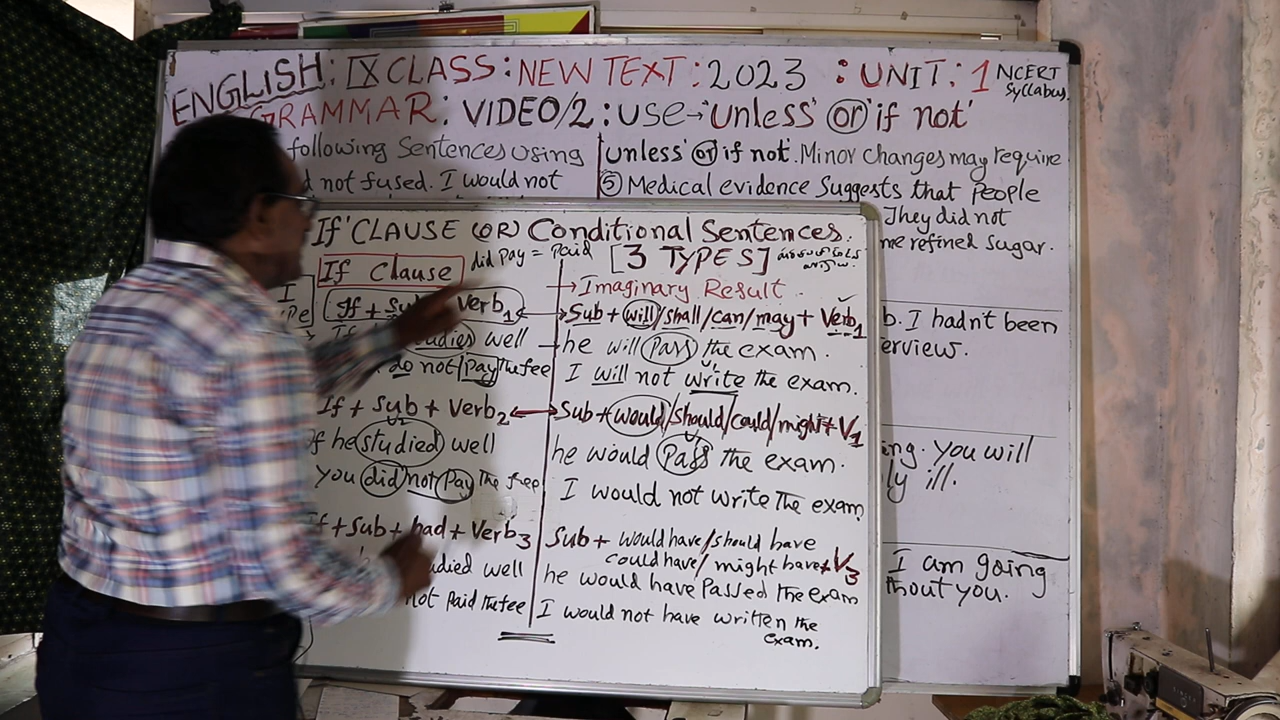 ENGLISH: IX CLASS: NEW TEXT: 2023 : UNIT: 1 NCERT Syllabus.
GRAMMAR: VIDEO/2: USE→'Unless' or 'if not'
following Sentences using
d not fused. I would not
Unless' or if not'. Minor Changes may require
⑤ Medical evidence Suggests that People
They did not
me refined Sugar.
If' CLAUSE (OR) Conditional Sentences.
If Clause did Pay = Paid [3 TYPES]
→Imaginary Result
I If + Sub Verb1 Sub + will/shall/can/may + Verb1
well he will Pass the exam.
do not Pay The fee I will not write the exam.
If + Sub + Verb2 Sub + would/should/could/might + V1
f he studied well he would Pass the exam.
you did not Pay The fee I would not write The exam
If + Sub + had + Verb3 Sub + would have/should have
could have/might have + V3
udied well he would have Passed the exam
not Paid the fee I would not have written the
exam.
b. I hadn't been
erview.
ing. You will
ly ill.
I am going
thout you.